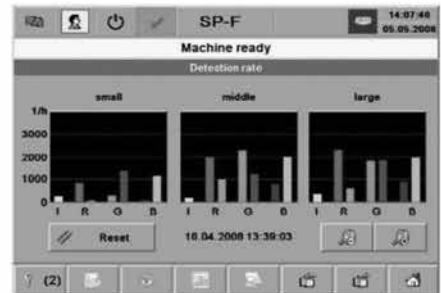 SP-F
14:07:46
05.05.2008
Machine ready
Detection rate
small middle large
1/h
3000
2000
1000
0
I R G B I R G B I R G B
Reset 16.04.2008 13:39:03
(2)